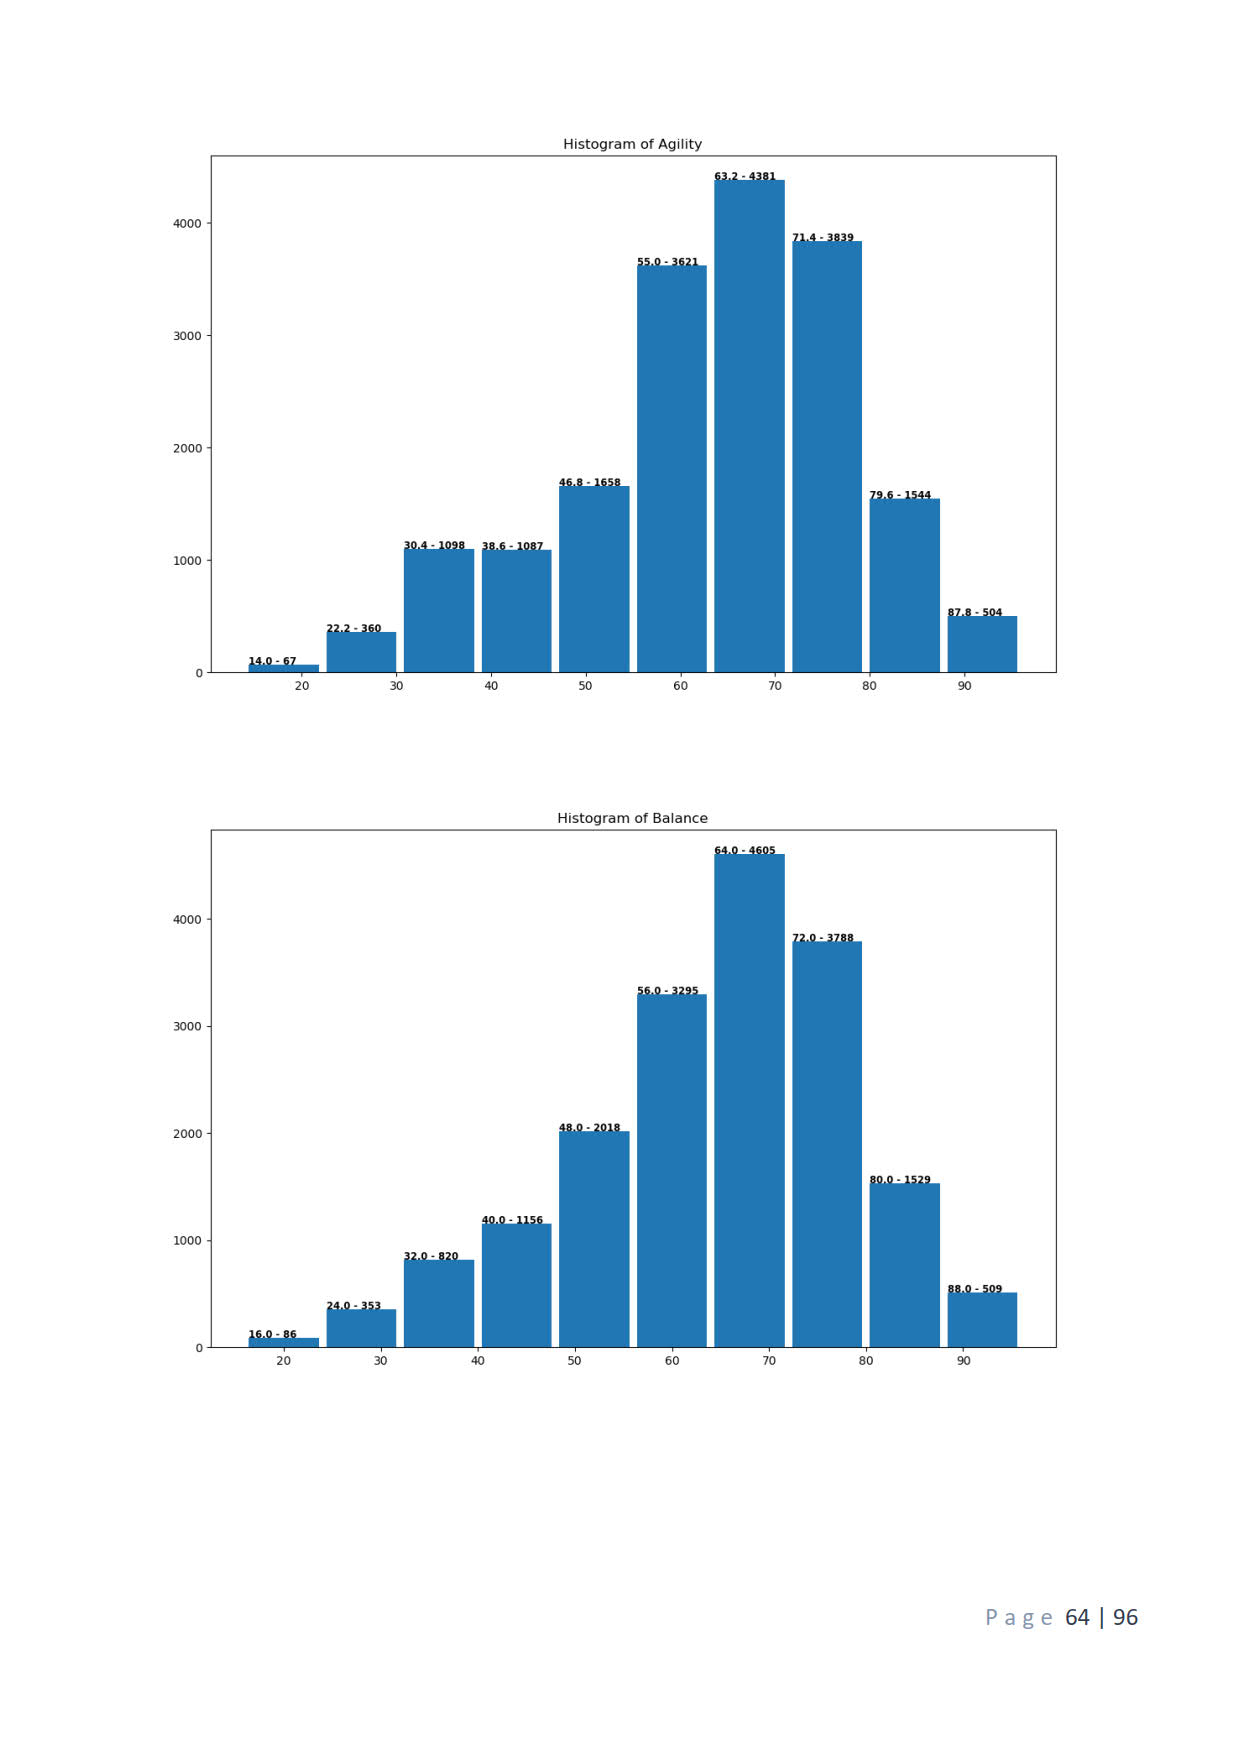 Histogram of Agility
63.2 - 4381
4000
71.4 - 3839
55.0 - 3621
3000
2000
46.8 - 1658
79.6 - 1544
30.4 - 1098
38.6 - 1087
1000
87.8 - 504
22.2 - 360
14.0 - 67
0
20 30 40 50 60 70 80 90
Histogram of Balance
64.0 - 4605
4000
72.0 - 3788
56.0 - 3295
3000
2000
48.0 - 2018
80.0 - 1529
40.0 - 1156
1000
32.0 - 820
88.0 - 509
24.0 - 353
16.0 - 86
0
20 30 40 50 60 70 80 90
Page 64 | 96